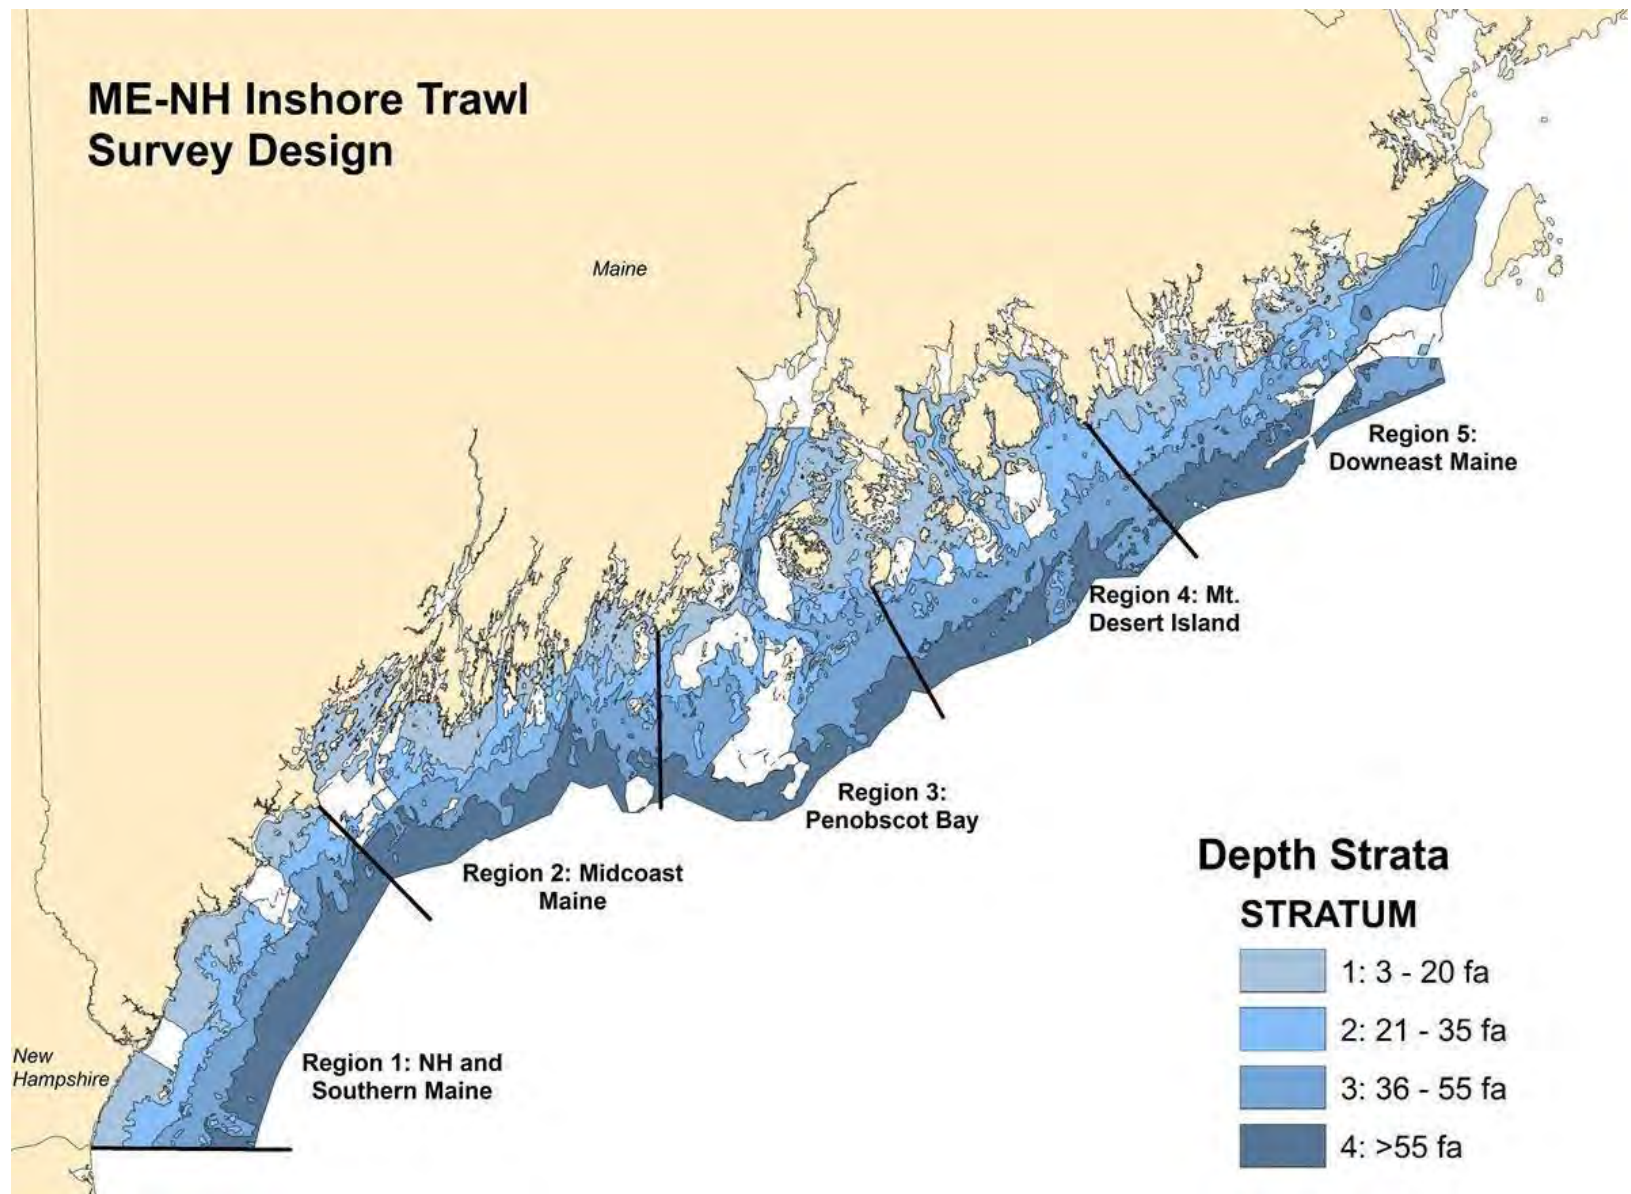 ME-NH Inshore Trawl
Survey Design
Maine
Region 5:
Downeast Maine
Region 4: Mt.
Desert Island
Region 3:
Penobscot Bay
Region 2: Midcoast
Maine
Region 1: NH and
Southern Maine
New
Hampshire
Depth Strata
STRATUM
1: 3 - 20 fa
2: 21 - 35 fa
3: 36 - 55 fa
4: >55 fa